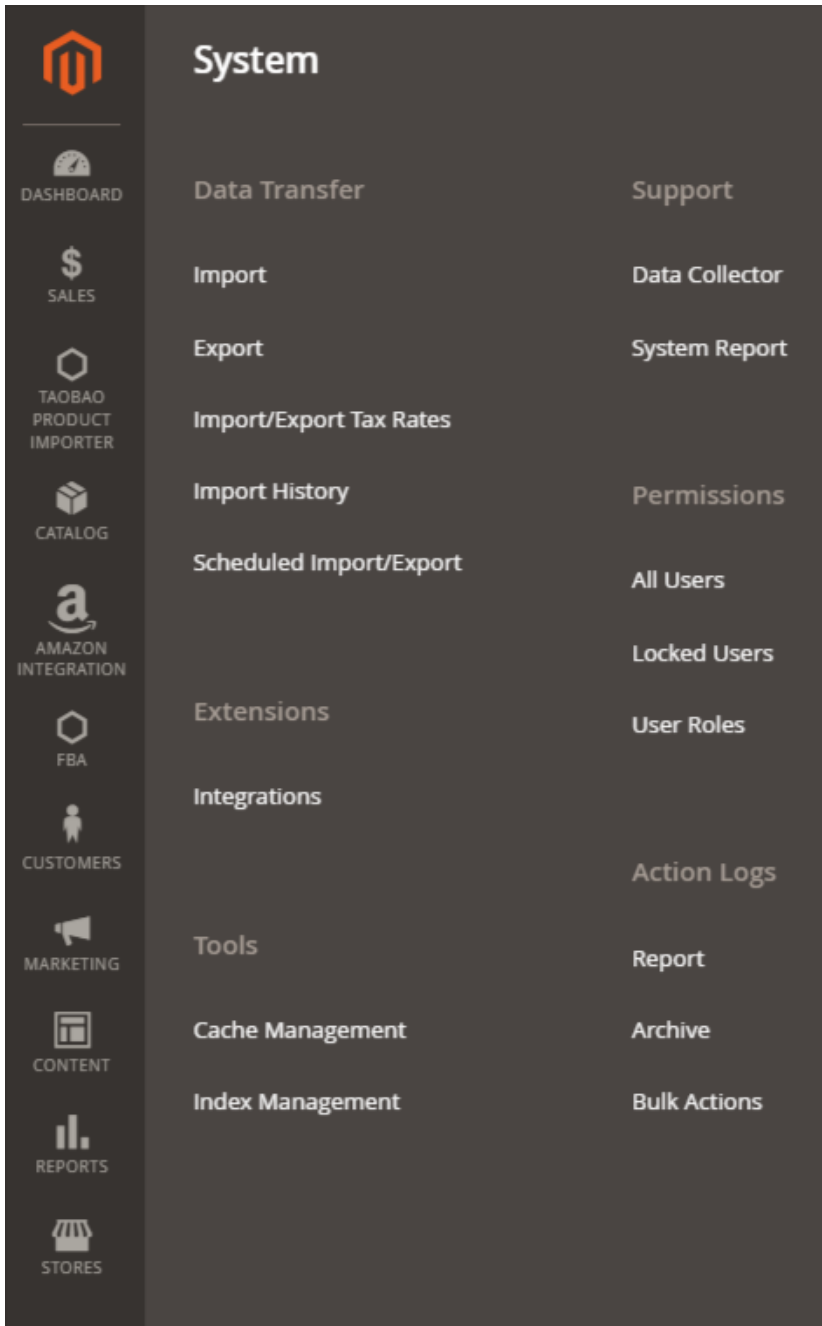 System
DASHBOARD
SALES
TAOBAO
PRODUCT
IMPORTER
CATALOG
AMAZON
INTEGRATION
FBA
CUSTOMERS
MARKETING
CONTENT
REPORTS
STORES
Data Transfer
Import
Export
Import/Export Tax Rates
Import History
Scheduled Import/Export
Extensions
Integrations
Tools
Cache Management
Index Management
Support
Data Collector
System Report
Permissions
All Users
Locked Users
User Roles
Action Logs
Report
Archive
Bulk Actions